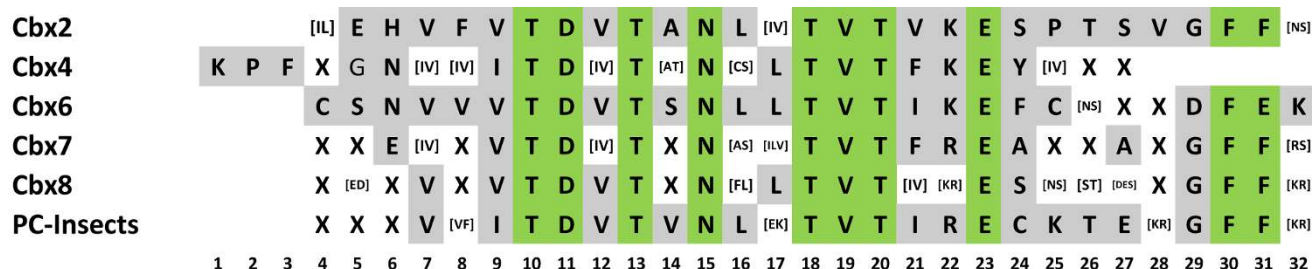 Cbx2 [IL] E H V F V T D V T A N L [IV] T V T V K E S P T S V G F F [NS]
Cbx4 K P F X G N [IV] [IV] I T D [IV] T [AT] N [CS] L T V T F K E Y [IV] X X
Cbx6 C S N V V V T D V T S N L L T V T I K E F C [NS] X X D F E K
Cbx7 X X E [IV] X V T D [IV] T X N [AS] [ILV] T V T F R E A X X A X G F F [RS]
Cbx8 X [ED] X V X V T D V T X N [FL] L T V T [IV] [KR] E S [NS] [ST] [DES] X G F F [KR]
PC-Insects X X X V [VF] I T D V T V N L [EK] T V T I R E C K T E [KR] G F F [KR]
1 2 3 4 5 6 7 8 9 10 11 12 13 14 15 16 17 18 19 20 21 22 23 24 25 26 27 28 29 30 31 32